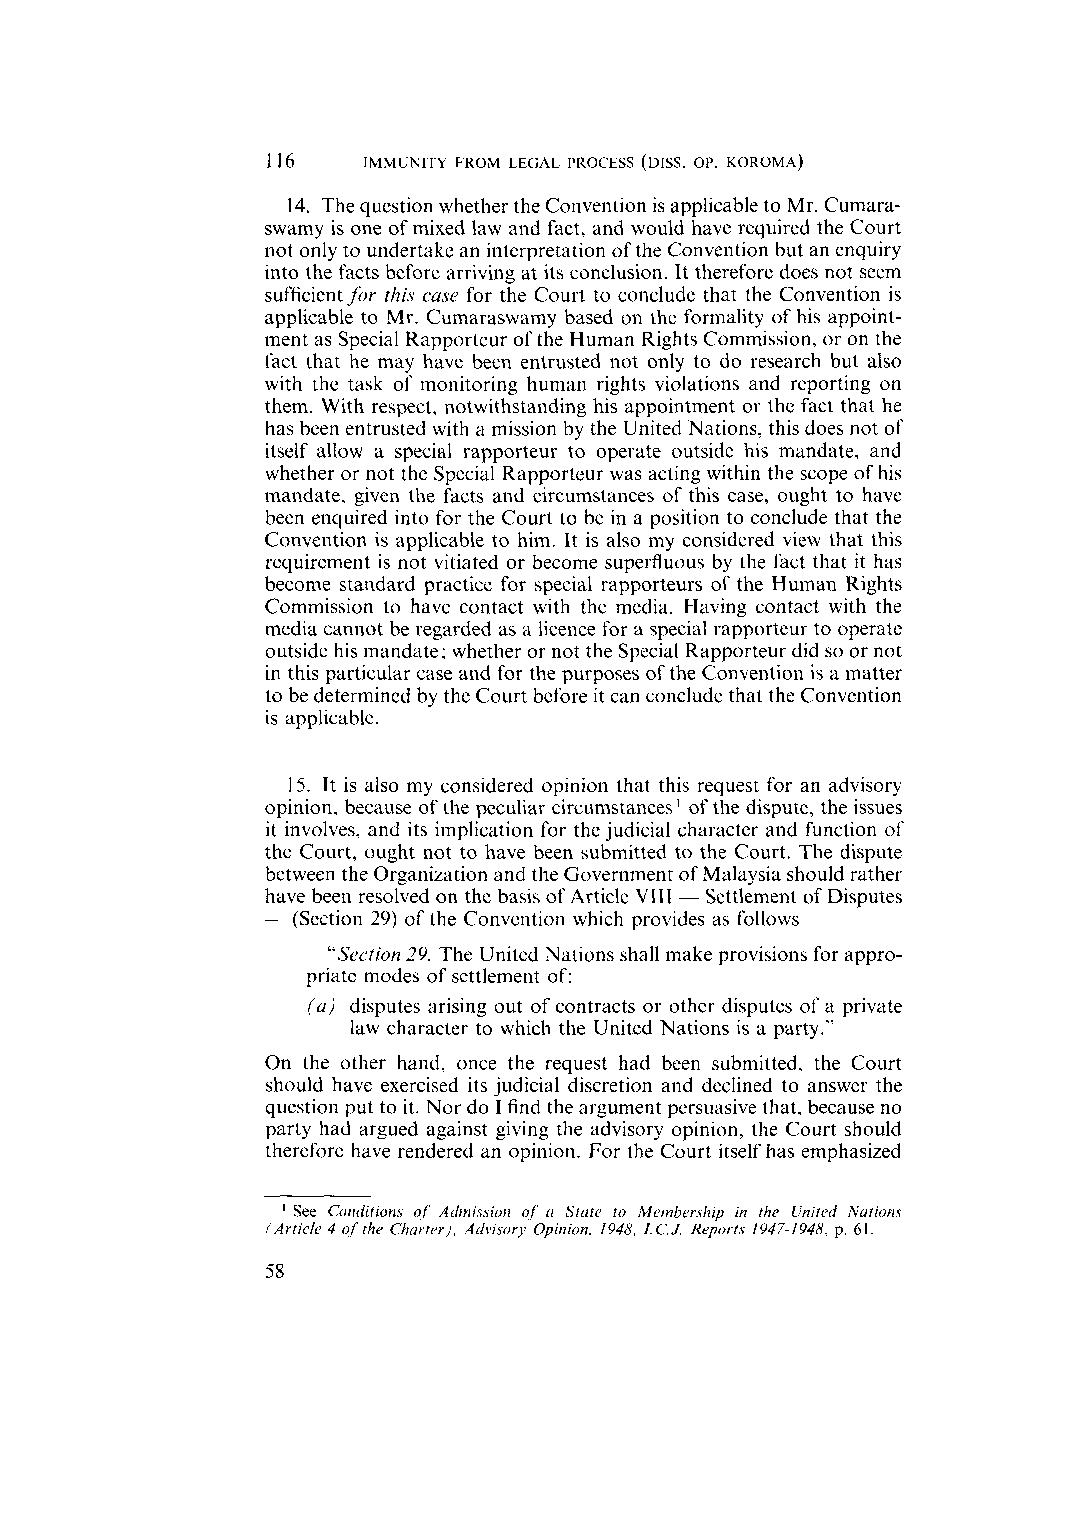 116 IMMUNITY FROM LEGAL PROCESS (DISS. OP. KOROMA)
14. The question whether the Convention is applicable to Mr. Cumara-
swamy is one of mixed law and fact, and would have required the Court
not only to undertake an interpretation of the Convention but an enquiry
into the facts before arriving at its conclusion. It therefore does not seem
sufficient for this case for the Court to conclude that the Convention is
applicable to Mr. Cumaraswamy based on the formality of his appoint-
ment as Special Rapporteur of the Human Rights Commission, or on the
fact that he may have been entrusted not only to do research but also
with the task of monitoring human rights violations and reporting on
them. With respect, notwithstanding his appointment or the fact that he
has been entrusted with a mission by the United Nations, this does not of
itself allow a special rapporteur to operate outside his mandate, and
whether or not the Special Rapporteur was acting within the scope of his
mandate, given the facts and circumstances of this case, ought to have
been enquired into for the Court to be in a position to conclude that the
Convention is applicable to him. It is also my considered view that this
requirement is not vitiated or become superfluous by the fact that it has
become standard practice for special rapporteurs of the Human Rights
Commission to have contact with the media. Having contact with the
media cannot be regarded as a licence for a special rapporteur to operate
outside his mandate; whether or not the Special Rapporteur did so or not
in this particular case and for the purposes of the Convention is a matter
to be determined by the Court before it can conclude that the Convention
is applicable.
15. It is also my considered opinion that this request for an advisory
opinion, because of the peculiar circumstances¹ of the dispute, the issues
it involves, and its implication for the judicial character and function of
the Court, ought not to have been submitted to the Court. The dispute
between the Organization and the Government of Malaysia should rather
have been resolved on the basis of Article VIII — Settlement of Disputes
— (Section 29) of the Convention which provides as follows
"Section 29. The United Nations shall make provisions for appro-
priate modes of settlement of:
(a) disputes arising out of contracts or other disputes of a private
law character to which the United Nations is a party."
On the other hand, once the request had been submitted, the Court
should have exercised its judicial discretion and declined to answer the
question put to it. Nor do I find the argument persuasive that, because no
party had argued against giving the advisory opinion, the Court should
therefore have rendered an opinion. For the Court itself has emphasized
¹ See Conditions of Admission of a State to Membership in the United Nations
(Article 4 of the Charter), Advisory Opinion, 1948, I.C.J. Reports 1947-1948, p. 61.
58